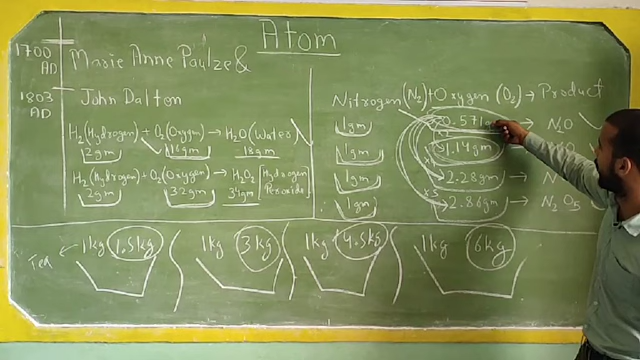 Atom
1700 AD Marie Anne Paulze &
1803 AD John Dalton
H2(Hydrogen) + O2(Oxygen) → H2O(Water)
2gm 16gm 18gm
H2(Hydrogen) + O2(Oxygen) → H2O2 (Hydrogen Peroxide)
2gm 32gm 34gm
Nitrogen (N2) + Oxygen (O2) → Product
1gm 0.571gm → N2O
1gm 1.14gm
1gm 2.28gm → N
1gm 2.86gm → N2O5
×2
×5
Tea 1kg 1.5kg 1kg 3kg 1kg 4.5kg 1kg 6kg